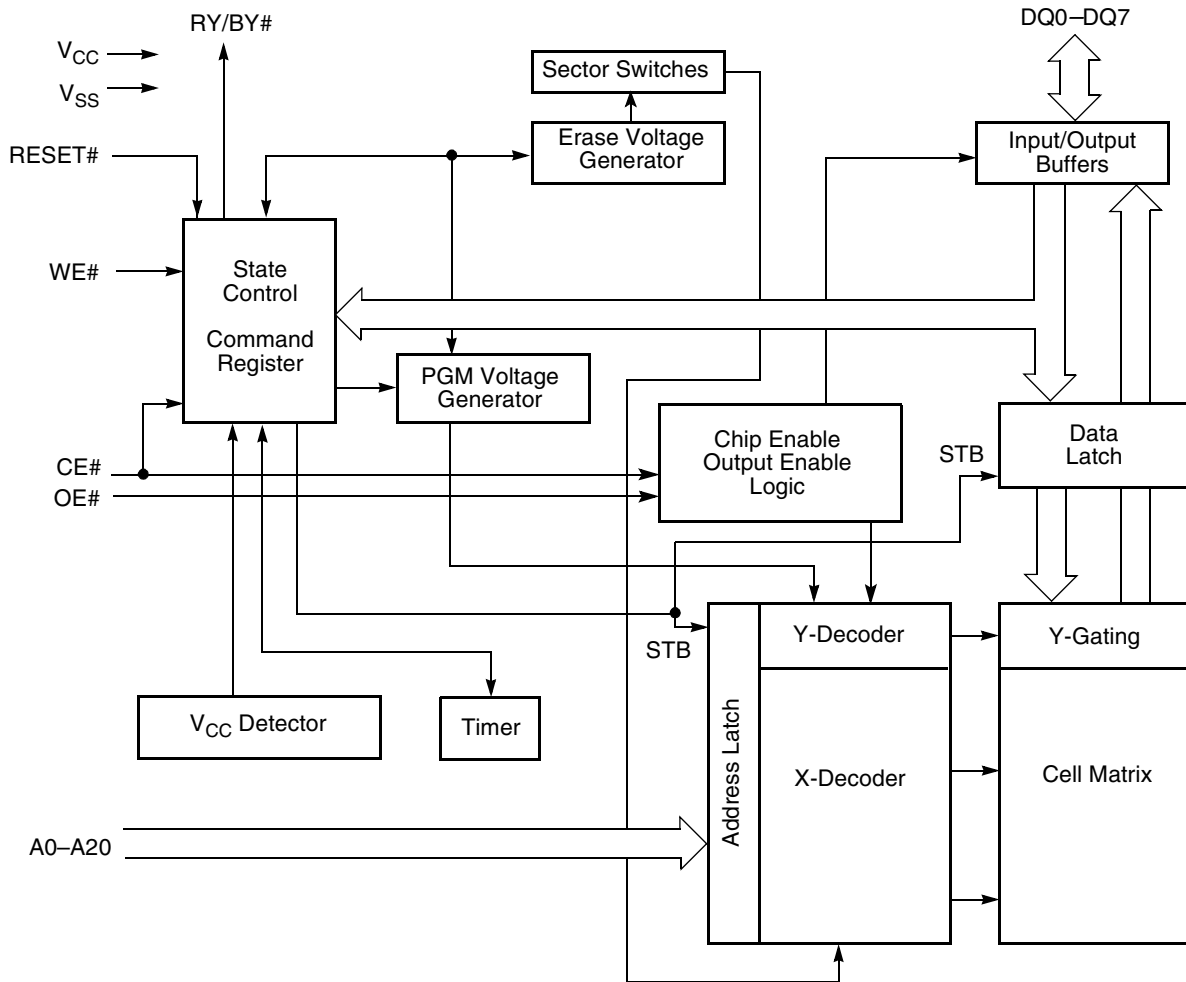 RY/BY#
DQ0–DQ7
VCC
VSS
Sector Switches
RESET#
Erase Voltage
Generator
Input/Output
Buffers
WE#
State
Control
Command
Register
PGM Voltage
Generator
CE#
OE#
Chip Enable
Output Enable
Logic
STB
Data
Latch
STB
Y-Decoder
Y-Gating
VCC Detector
Timer
Address Latch
X-Decoder
Cell Matrix
A0–A20